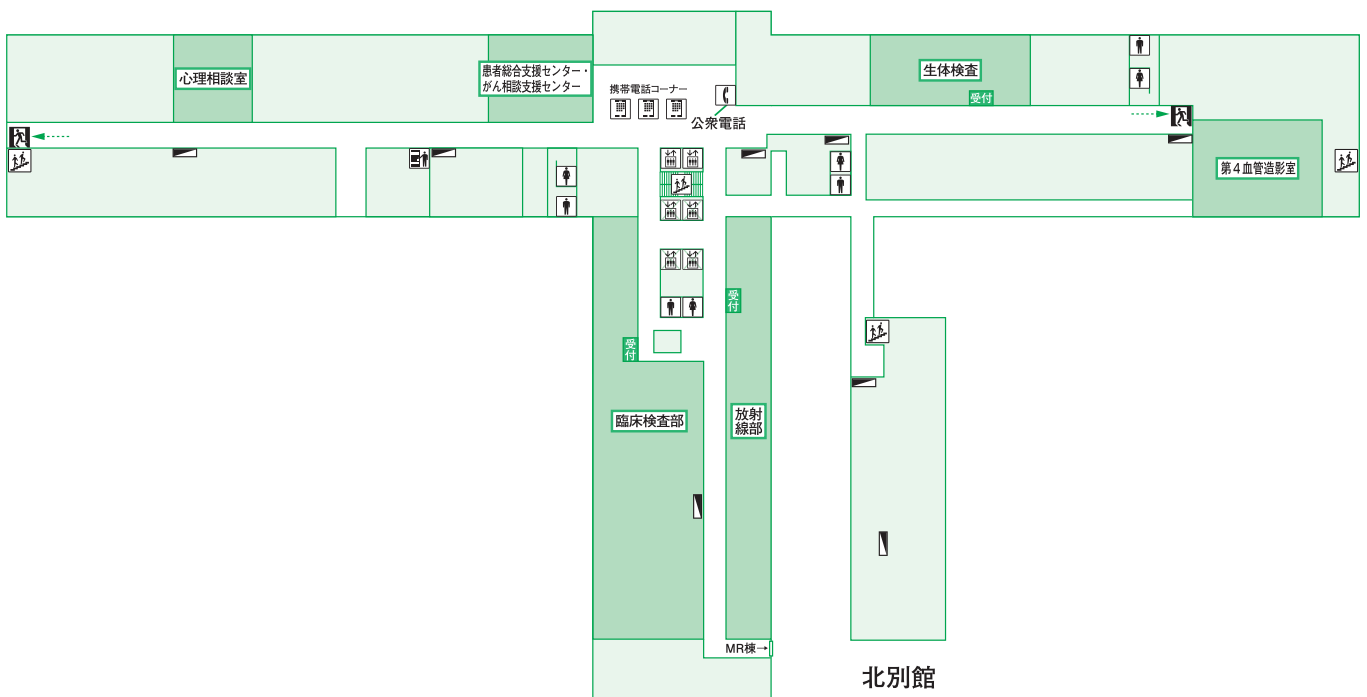 心理相談室
患者総合支援センター・
がん相談支援センター
携帯電話コーナー
公衆電話
生体検査
受付
第4血管造影室
受付
受付
臨床検査部
放射
線部
MR棟→
北別館